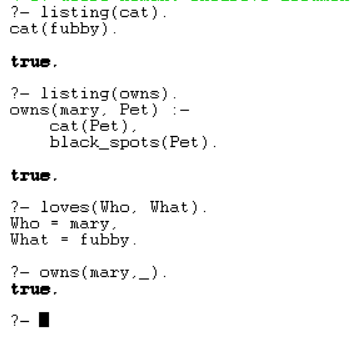 ?- listing(cat).
cat(fubby).
true.
?- listing(owns).
owns(mary, Pet) :-
cat(Pet),
black_spots(Pet).
true.
?- loves(Who, What).
Who = mary,
What = fubby.
?- owns(mary,_).
true.
?-